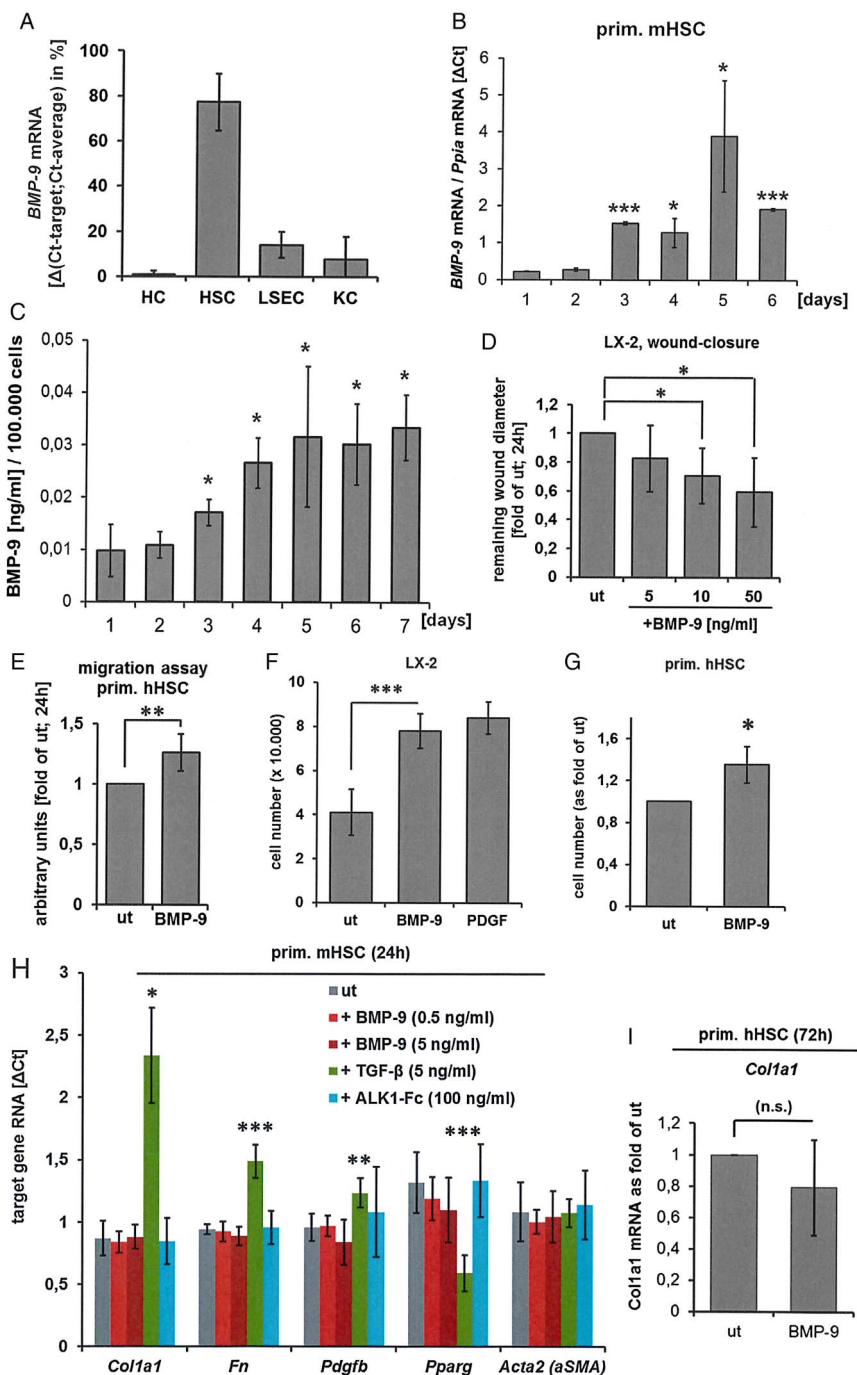 A
BMP-9 mRNA
[Δ(Ct-target;Ct-average) in %]
100
80
60
40
20
0
HC HSC LSEC KC
B
prim. mHSC
BMP-9 mRNA / Ppia mRNA [ΔCt]
6
5
4
3
2
1
0
*** * * ***
1 2 3 4 5 6 [days]
C
BMP-9 [ng/ml] / 100.000 cells
0,05
0,04
0,03
0,02
0,01
0
* * * * *
1 2 3 4 5 6 7 [days]
D
LX-2, wound-closure
remaining wound diameter
[fold of ut; 24h]
1,2
1
0,8
0,6
0,4
0,2
0
*
*
ut 5 10 50
+BMP-9 [ng/ml]
E
migration assay
prim. hHSC
arbitrary units [fold of ut; 24h]
1,5
1
0,5
0
**
ut BMP-9
F
LX-2
cell number (x 10.000)
10
8
6
4
2
0
***
ut BMP-9 PDGF
G
prim. hHSC
cell number (as fold of ut)
1,6
1,2
0,8
0,4
0
*
ut BMP-9
H
prim. mHSC (24h)
target gene RNA [ΔCt]
3
2,5
2
1,5
1
0,5
0
ut
+ BMP-9 (0.5 ng/ml)
+ BMP-9 (5 ng/ml)
+ TGF-β (5 ng/ml)
+ ALK1-Fc (100 ng/ml)
* *** ** ***
Col1a1 Fn Pdgfb Pparg Acta2 (aSMA)
I
prim. hHSC (72h)
Col1a1
Col1a1 mRNA as fold of ut
1,2
1
0,8
0,6
0,4
0,2
0
(n.s.)
ut BMP-9